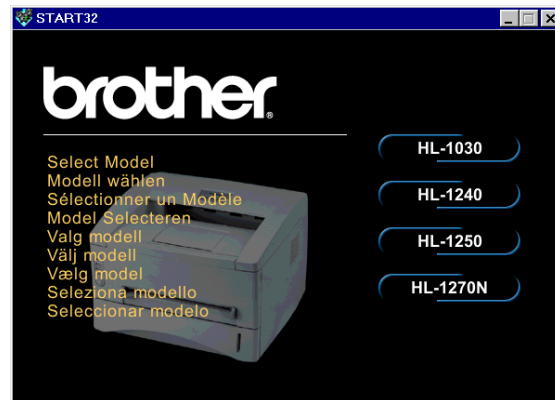 START32
brother
Select Model
Modell wählen
Sélectionner un Modèle
Model Selecteren
Valg modell
Välj modell
Vælg model
Seleziona modello
Seleccionar modelo
HL-1030
HL-1240
HL-1250
HL-1270N